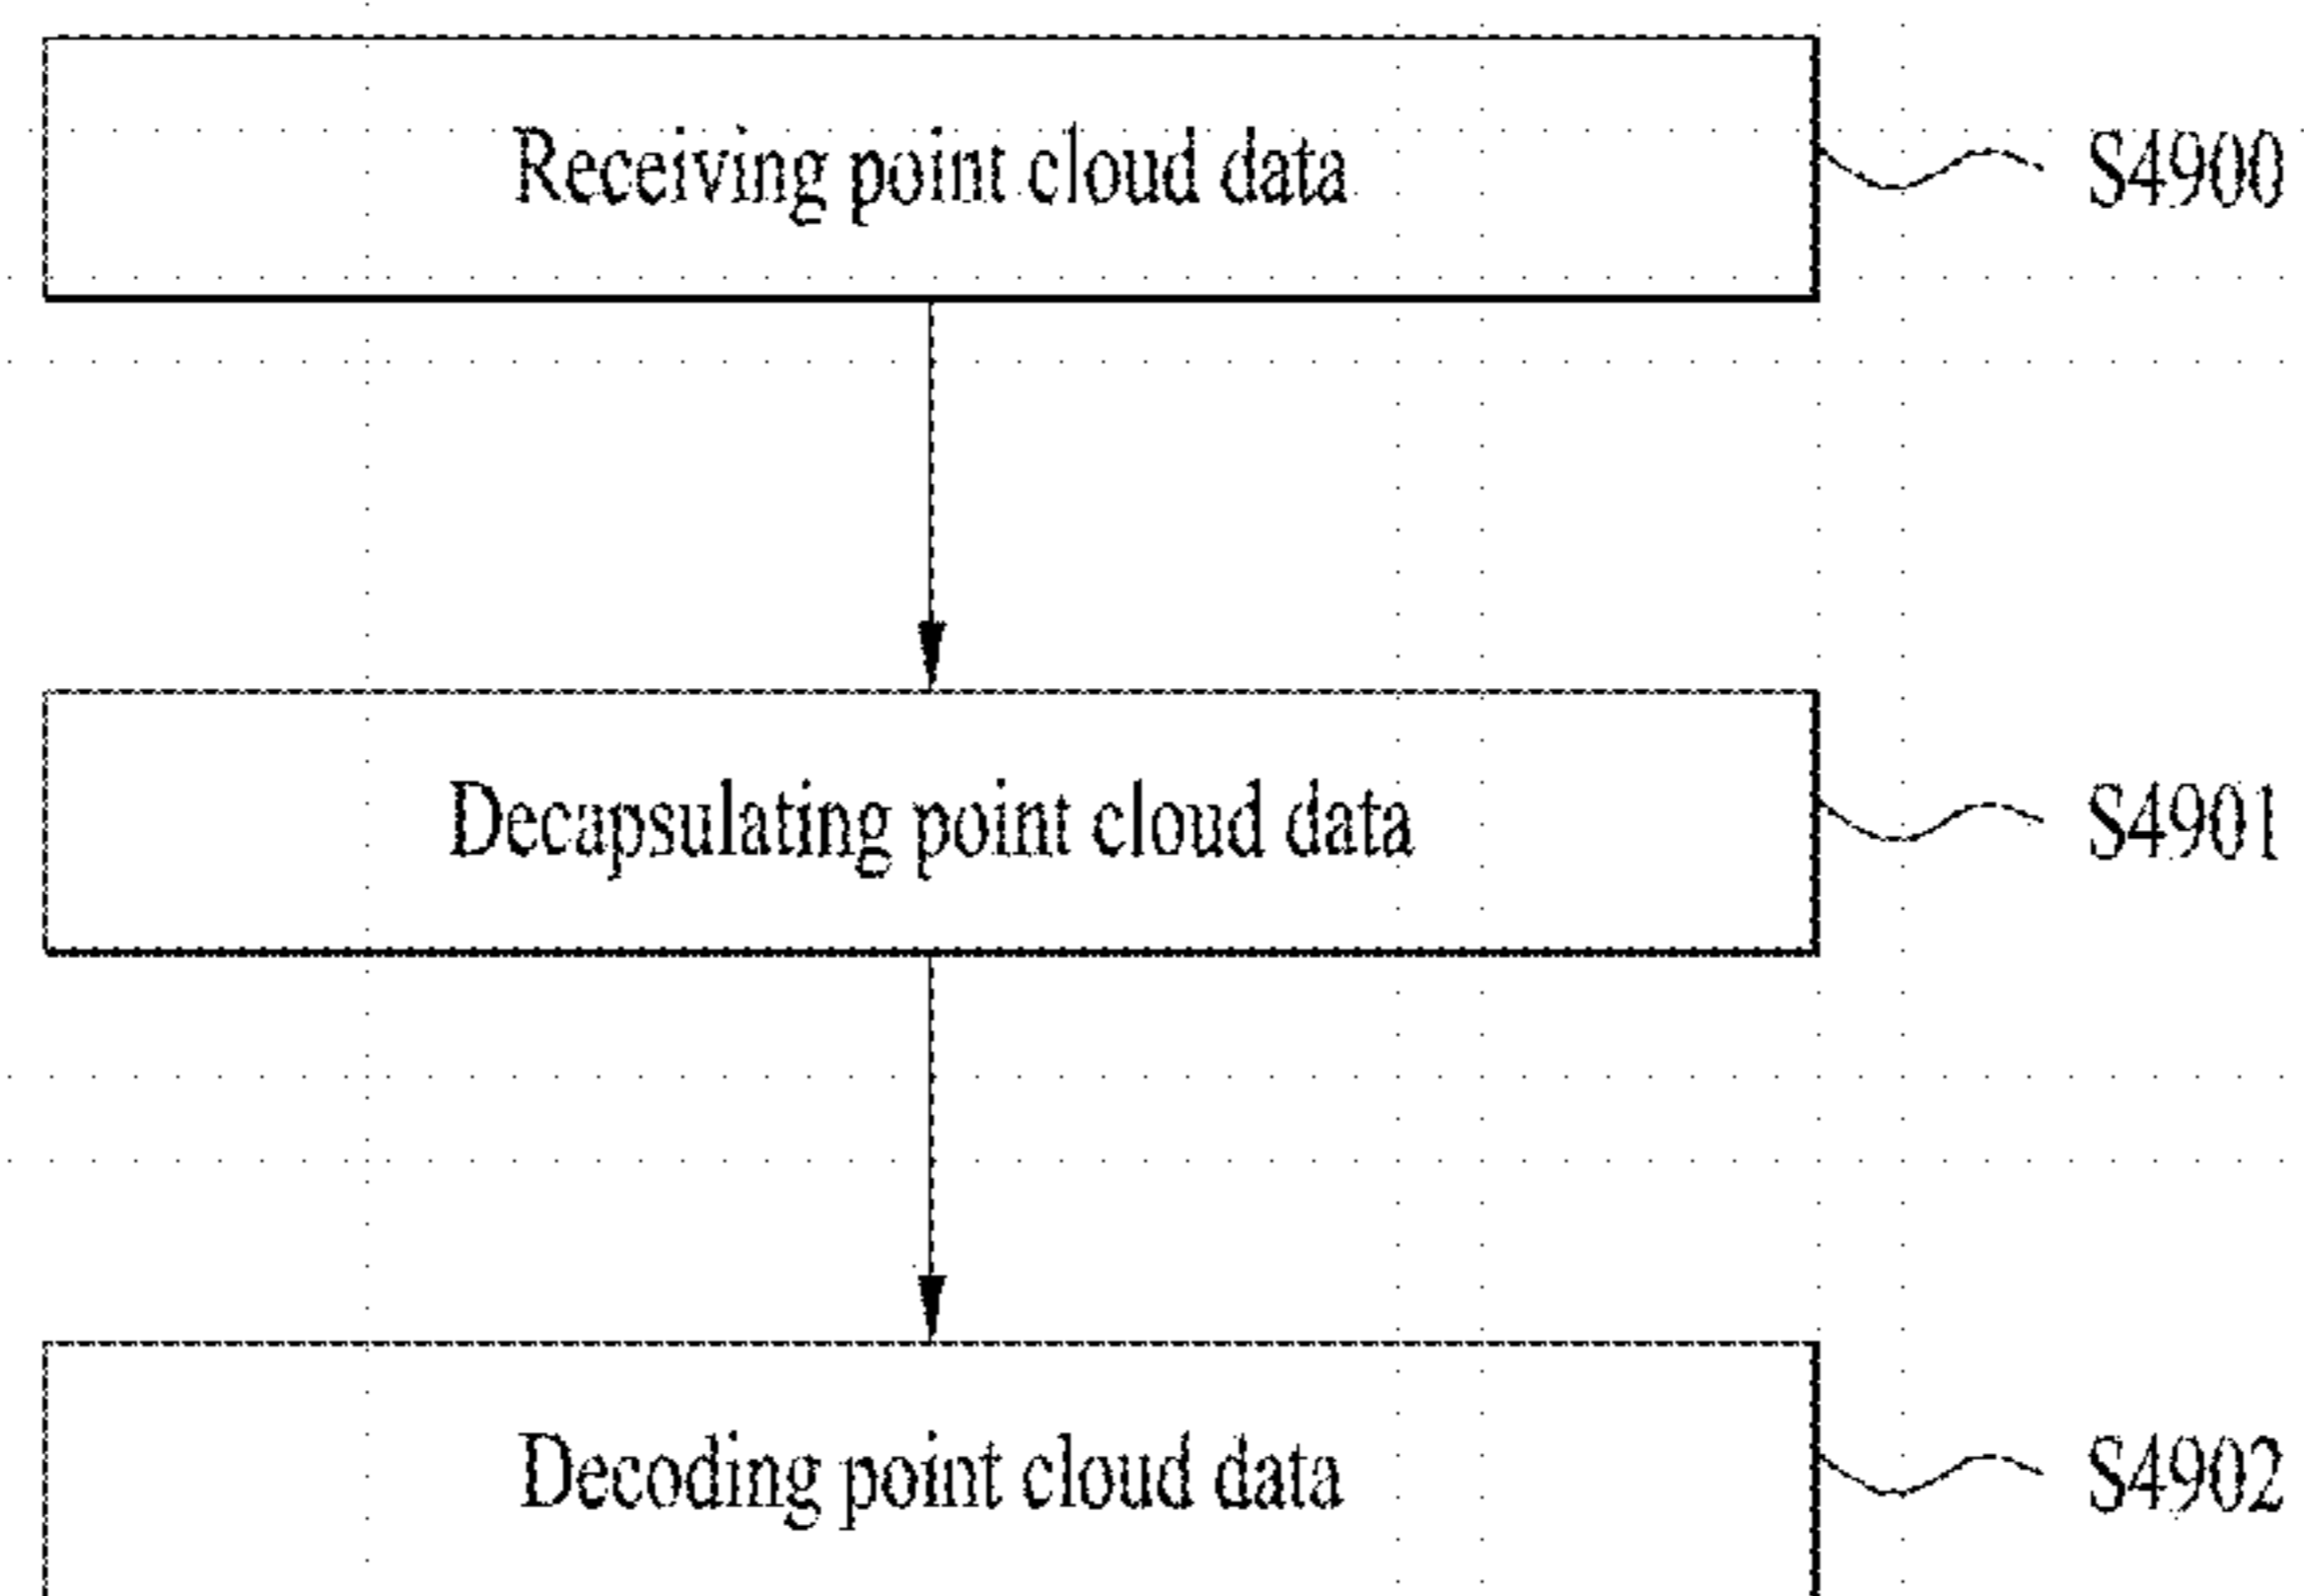 Receiving point cloud data
S4900
Decapsulating point cloud data
S4901
Decoding point cloud data
S4902